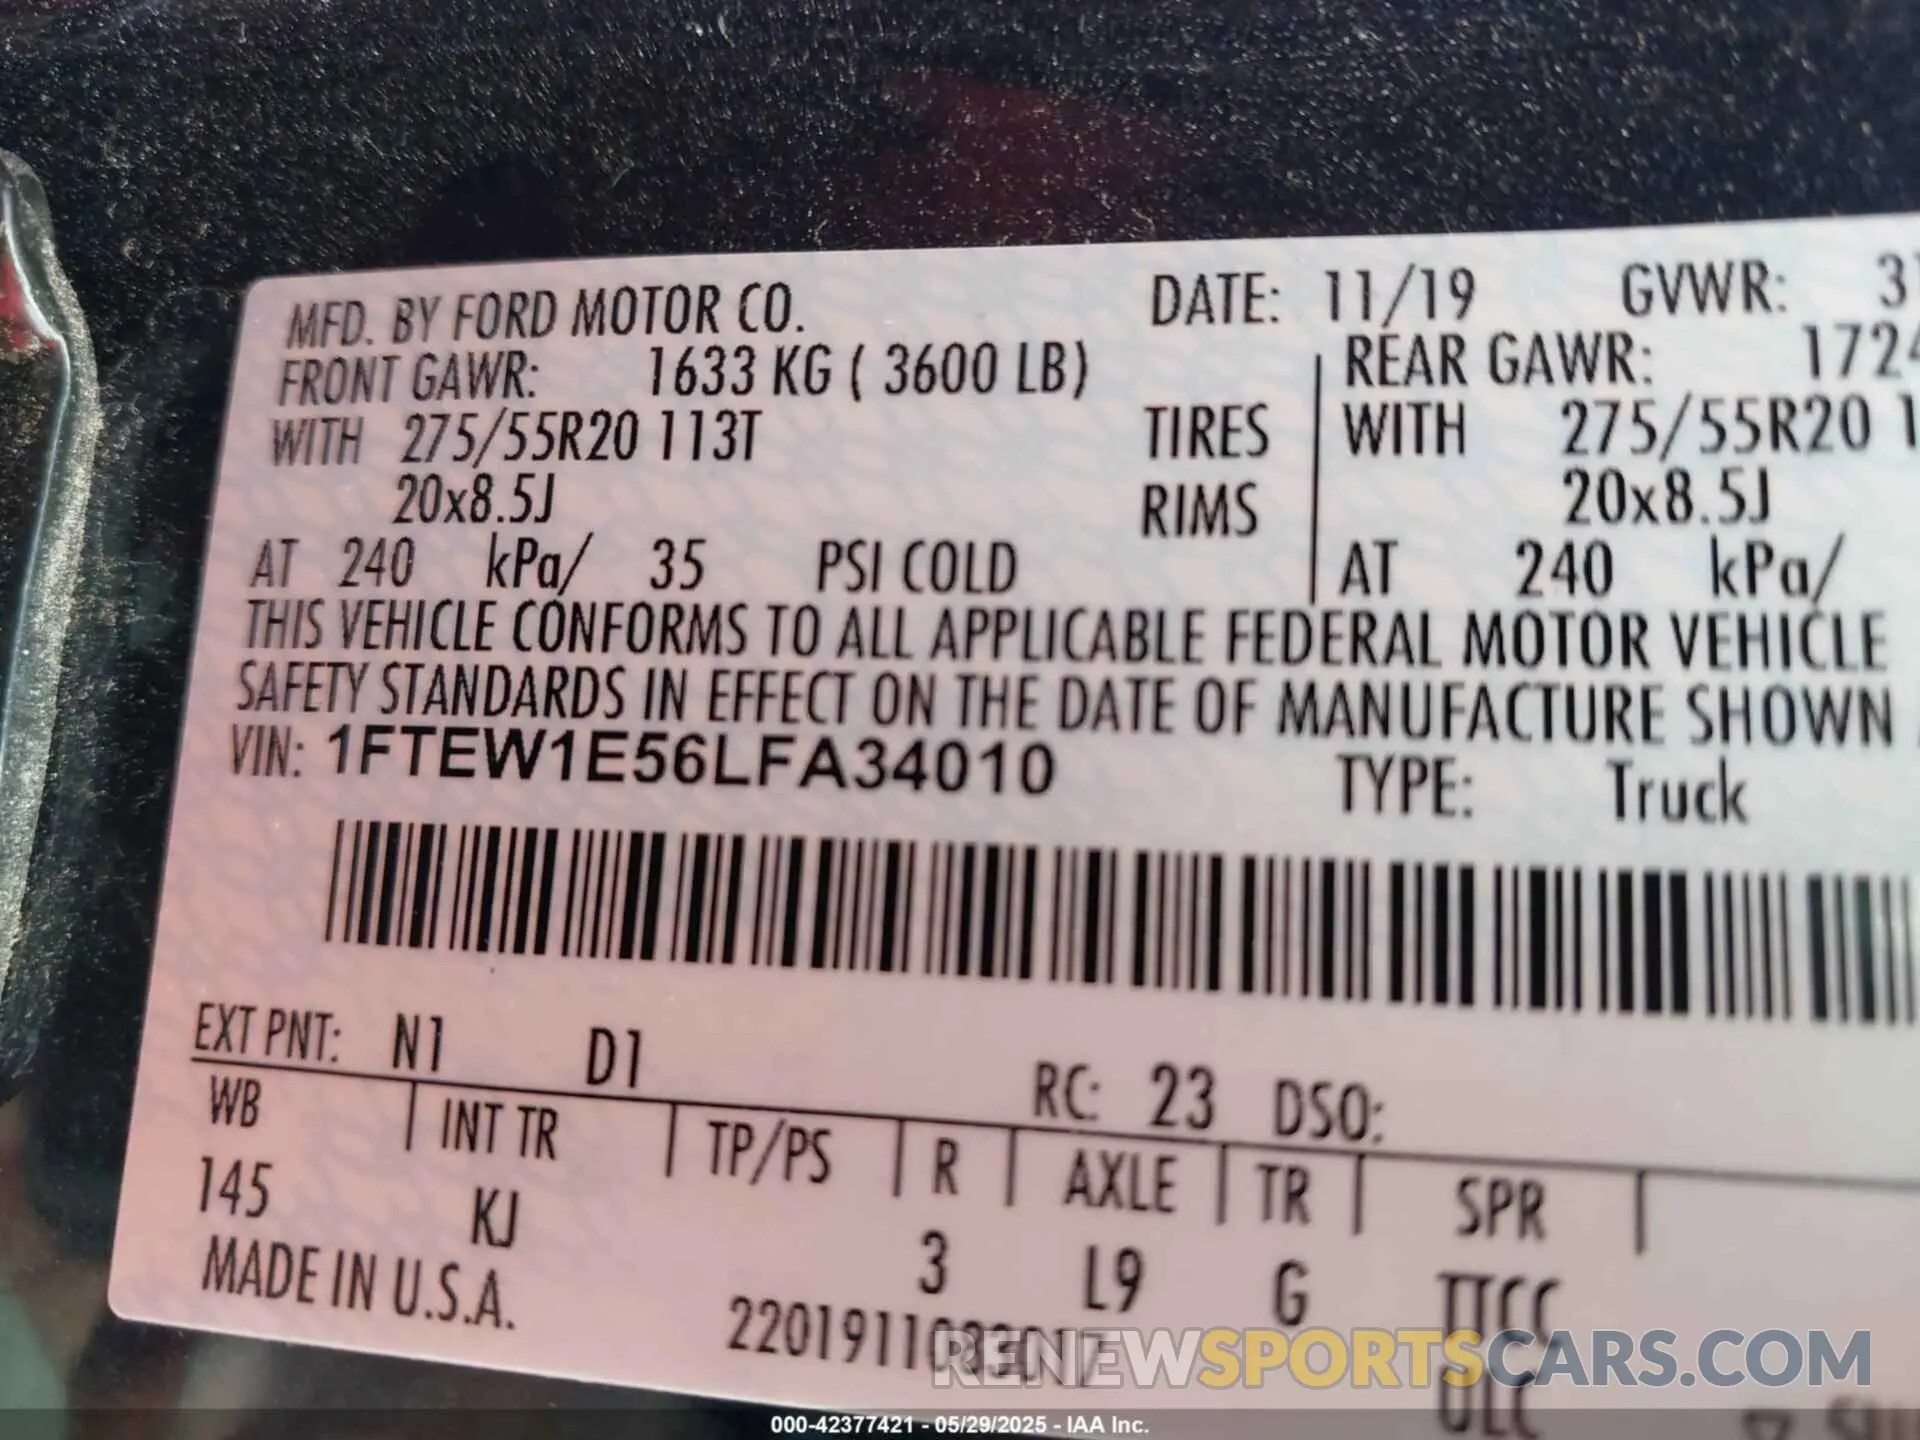 MFD. BY FORD MOTOR CO. DATE: 11/19 GVWR:
FRONT GAWR: 1633 KG ( 3600 LB) REAR GAWR: 1724
WITH 275/55R20 113T TIRES WITH 275/55R20
20x8.5J RIMS 20x8.5J
AT 240 kPa/ 35 PSI COLD AT 240 kPa/
THIS VEHICLE CONFORMS TO ALL APPLICABLE FEDERAL MOTOR VEHICLE
SAFETY STANDARDS IN EFFECT ON THE DATE OF MANUFACTURE SHOWN
VIN: 1FTEW1E56LFA34010 TYPE: Truck
EXT PNT: N1 D1 RC: 23 DSO:
WB INT TR TP/PS R AXLE TR SPR
145 KJ 3 L9 G TTCC
MADE IN U.S.A.
RENEWSPORTSCARS.COM
000-42377421 - 05/29/2025 - IAA Inc.